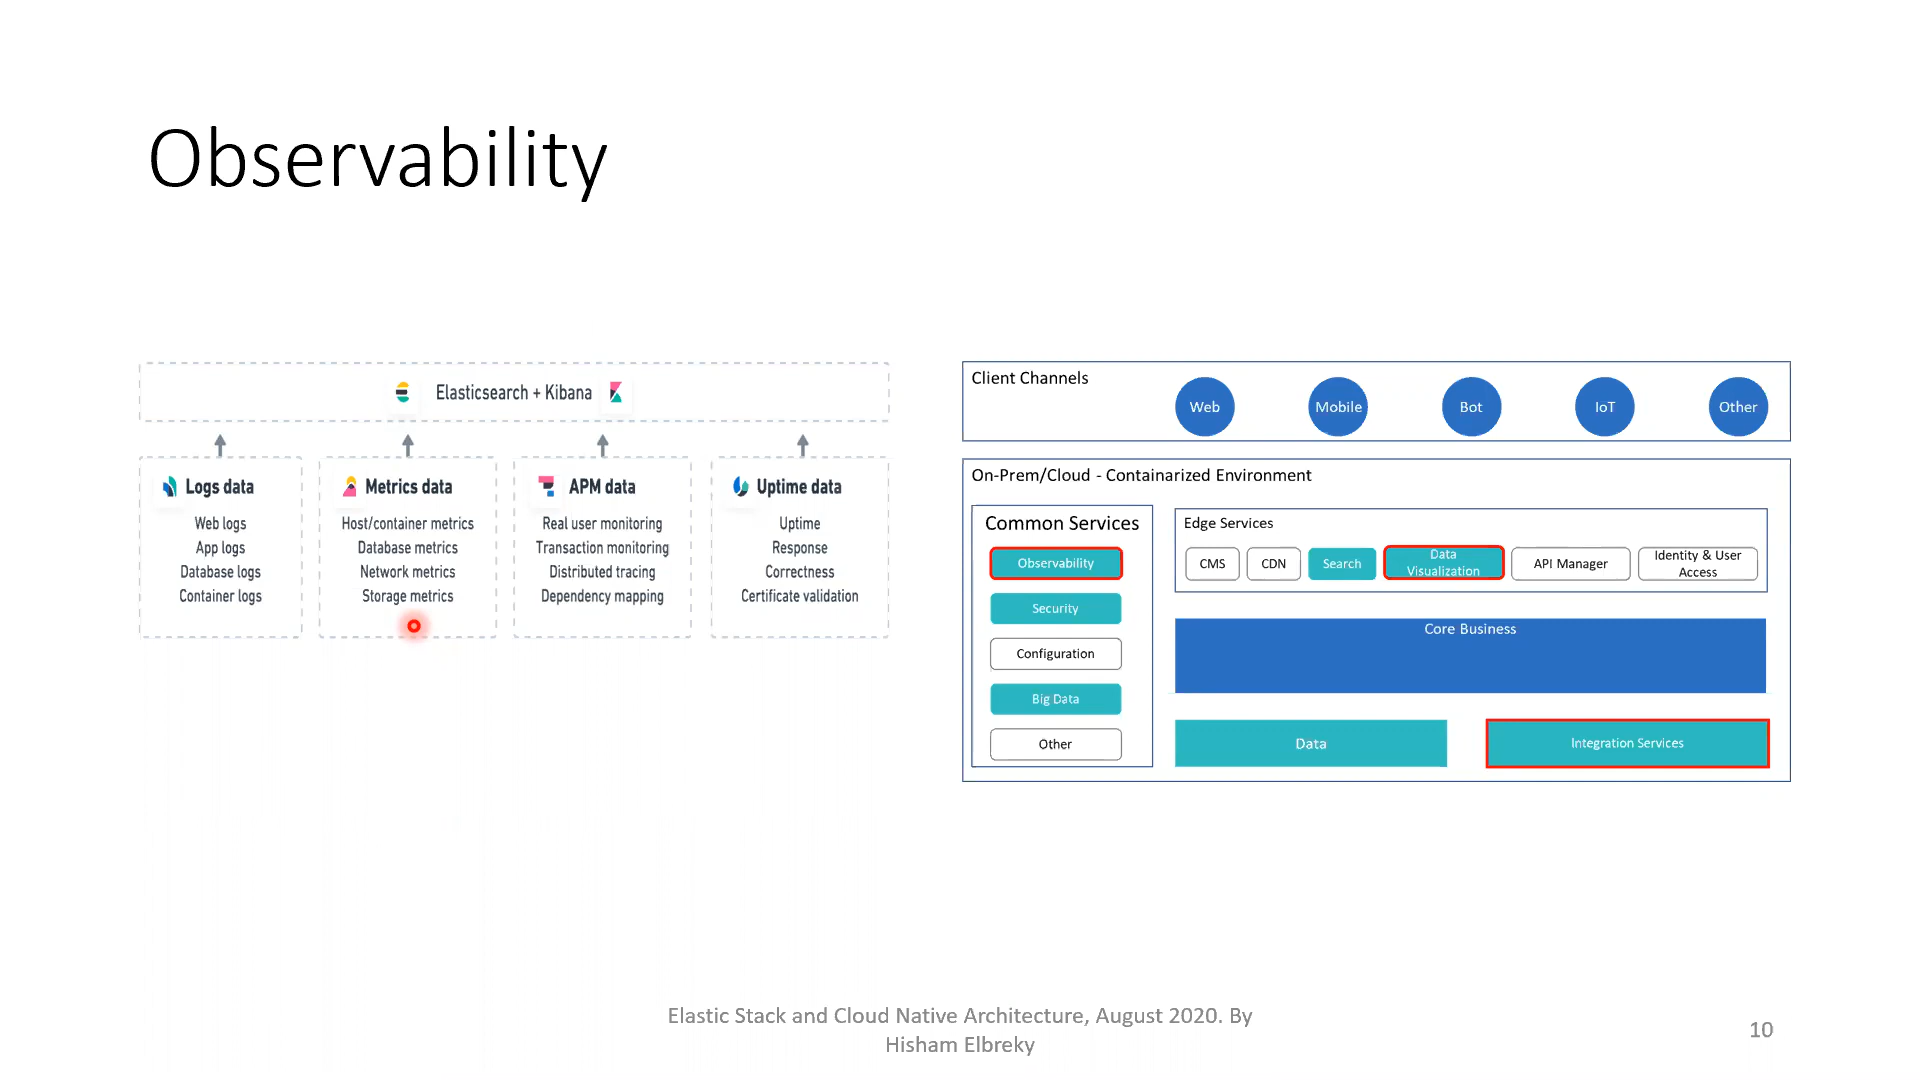 Observability
Elasticsearch + Kibana
Logs data
Web logs
App logs
Database logs
Container logs
Metrics data
Host/container metrics
Database metrics
Network metrics
Storage metrics
APM data
Real user monitoring
Transaction monitoring
Distributed tracing
Dependency mapping
Uptime data
Uptime
Response
Correctness
Certificate validation
Client Channels
Web
Mobile
Bot
IoT
Other
On-Prem/Cloud - Containarized Environment
Common Services
Observability
Security
Configuration
Big Data
Other
Edge Services
CMS
CDN
Search
Data
Visualization
API Manager
Identity & User
Access
Core Business
Data
Integration Services
Elastic Stack and Cloud Native Architecture, August 2020. By
Hisham Elbreky
10